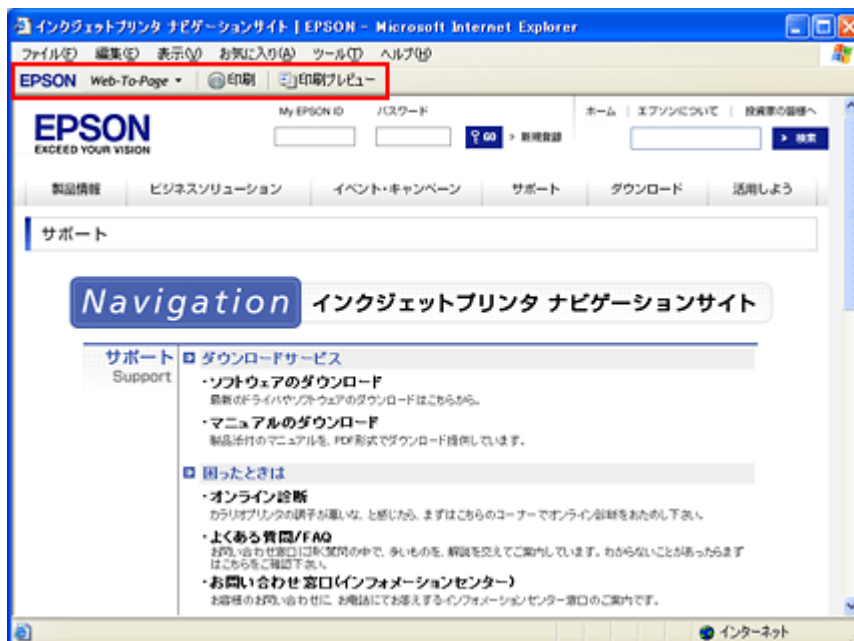 インクジェットプリンタ ナビゲーションサイト | EPSON - Microsoft Internet Explorer
ファイル(F) 編集(E) 表示(V) お気に入り(A) ツール(T) ヘルプ(H)
EPSON Web-To-Page 印刷 印刷プレビュー
My EPSON ID パスワード ホーム | エプソンについて | 投資家の皆様へ
EPSON
EXCEED YOUR VISION
GO > 新規登録 > 検索
製品情報 ビジネスソリューション イベント・キャンペーン サポート ダウンロード 活用しよう
サポート
Navigation インクジェットプリンタ ナビゲーションサイト
サポート
Support
ダウンロードサービス
・ソフトウェアのダウンロード
最新のドライバやソフトウェアのダウンロードはこちらから。
・マニュアルのダウンロード
製品添付のマニュアルを、PDF形式でダウンロード提供しています。
困ったときは
・オンライン診断
カラリオプリンタの調子が悪いな、と感じたら、まずはこちらのコーナーでオンライン診断をおためし下さい。
・よくある質問/FAQ
お問い合わせ窓口に頂く質問の中で、多いものを、解説を交えてご案内しています。わからないことがあったらまず
はこちらをご確認下さい。
・お問い合わせ窓口(インフォメーションセンター)
お客様のお問い合わせに、お電話にてお答えするインフォメーションセンター窓口のご案内です。
インターネット